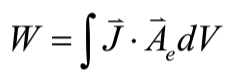 W = ∫ J⃗ · A⃗ₑ dV